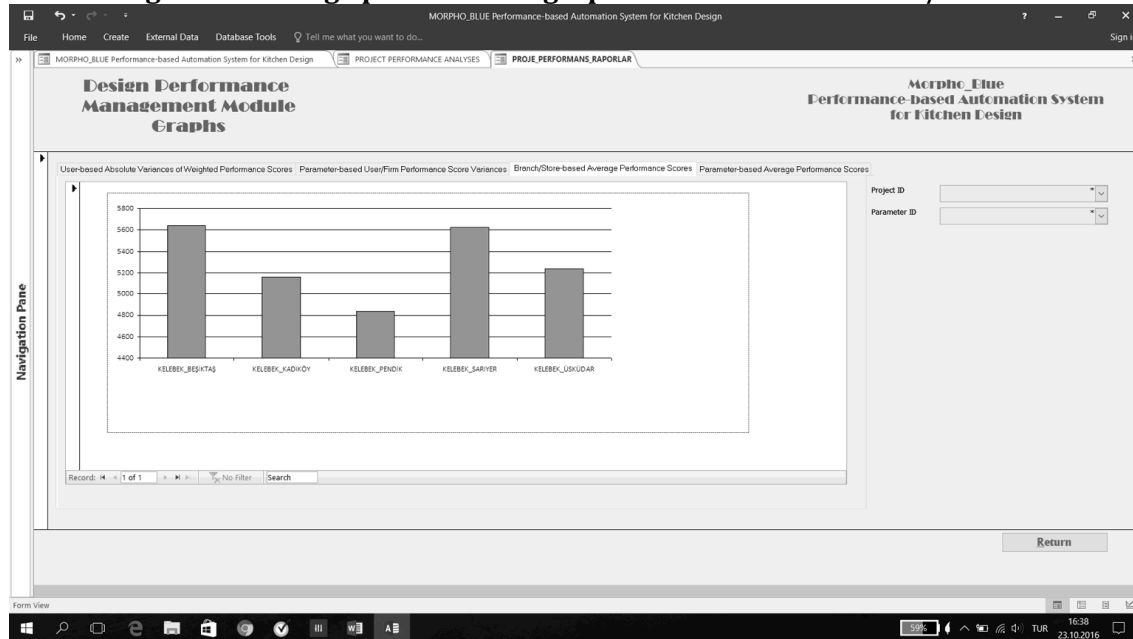 MORPHO_BLUE Performance-based Automation System for Kitchen Design
?
File Home Create External Data Database Tools Tell me what you want to do...
Sign i
MORPHO_BLUE Performance-based Automation System for Kitchen Design PROJECT PERFORMANCE ANALYSES PROJE_PERFORMANS_RAPORLAR
Design Performance
Management Module
Graphs
Morpho_Blue
Performance-based Automation System
for Kitchen Design
User-based Absolute Variances of Weighted Performance Scores Parameter-based User/Firm Performance Score Variances Branch/Store-based Average Performance Scores Parameter-based Average Performance Scores
Project ID *
Parameter ID *
5800
5600
5400
5200
5000
4800
4600
4400
KELEBEK_BEŞİKTAŞ KELEBEK_KADIKÖY KELEBEK_PENDİK KELEBEK_SARIYER KELEBEK_ÜSKÜDAR
Navigation Pane
Record: 1 of 1 No Filter Search
Return
Form View
59% TUR 16:38
23.10.2016